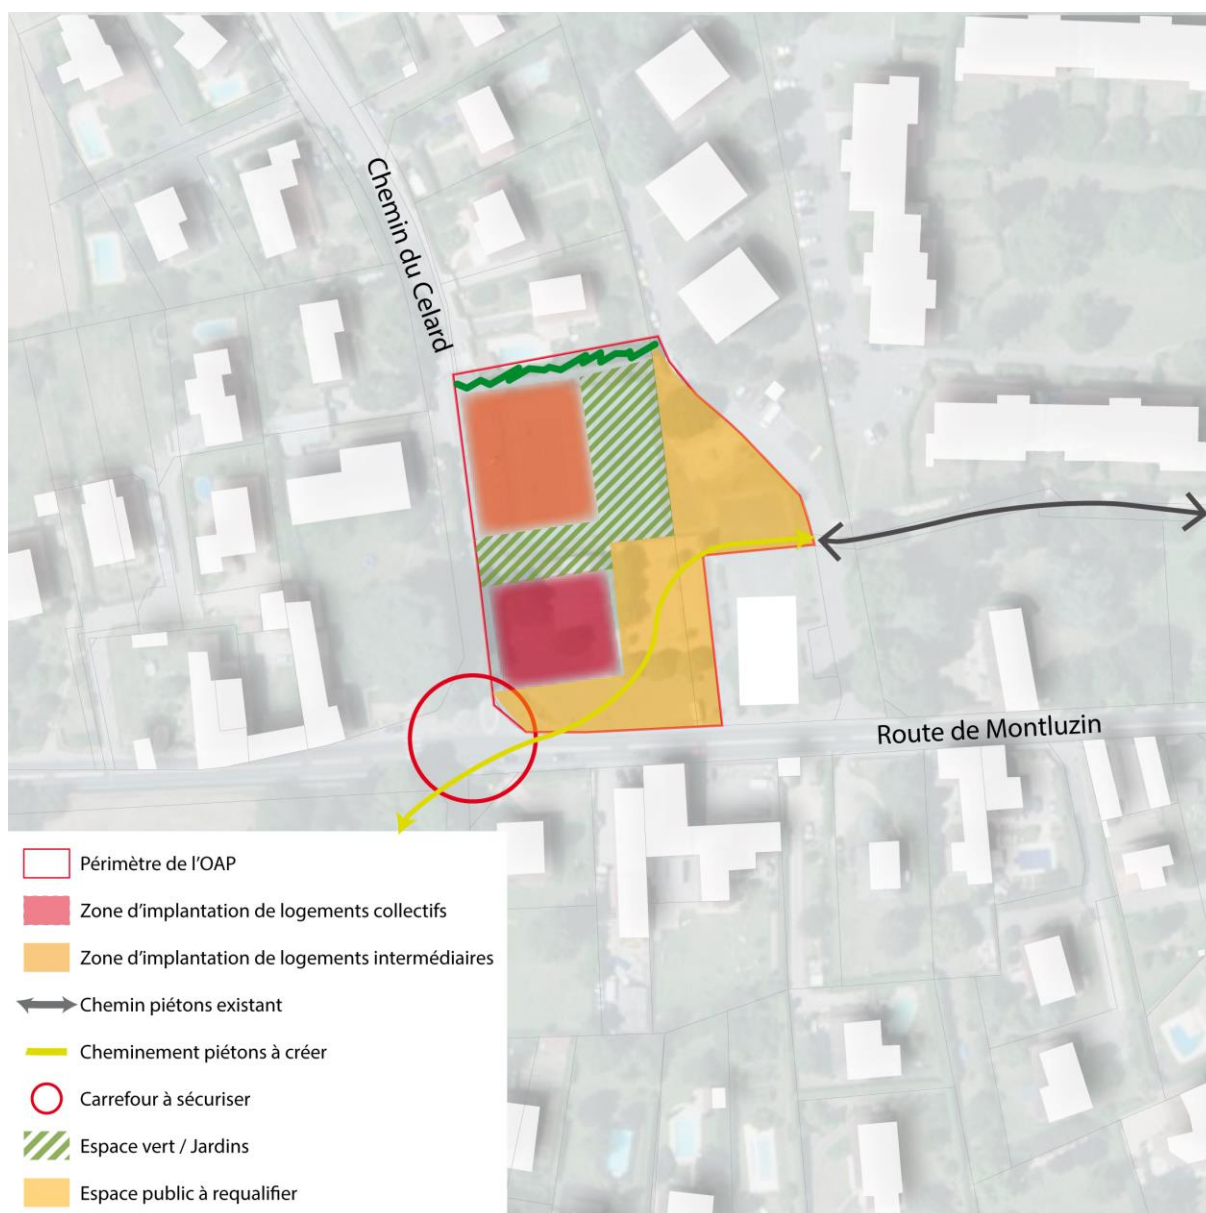 Chemin du Celard
Route de Montluzin
Périmètre de l’OAP
Zone d’implantation de logements collectifs
Zone d’implantation de logements intermédiaires
Chemin piétons existant
Cheminement piétons à créer
Carrefour à sécuriser
Espace vert / Jardins
Espace public à requalifier